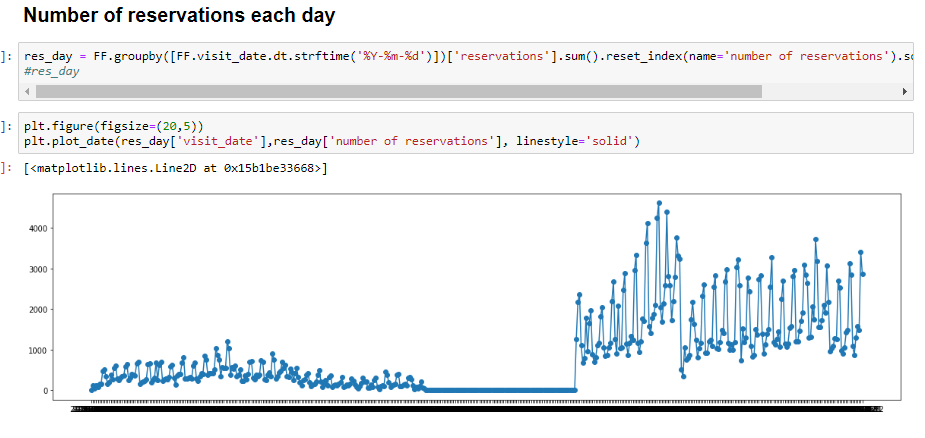 Number of reservations each day
]: res_day = FF.groupby([FF.visit_date.dt.strftime('%Y-%m-%d')])['reservations'].sum().reset_index(name='number of reservations').sc
#res_day
]: plt.figure(figsize=(20,5))
plt.plot_date(res_day['visit_date'],res_day['number of reservations'], linestyle='solid')
]: [<matplotlib.lines.Line2D at 0x15b1be33668>]
4000
3000
2000
1000
0